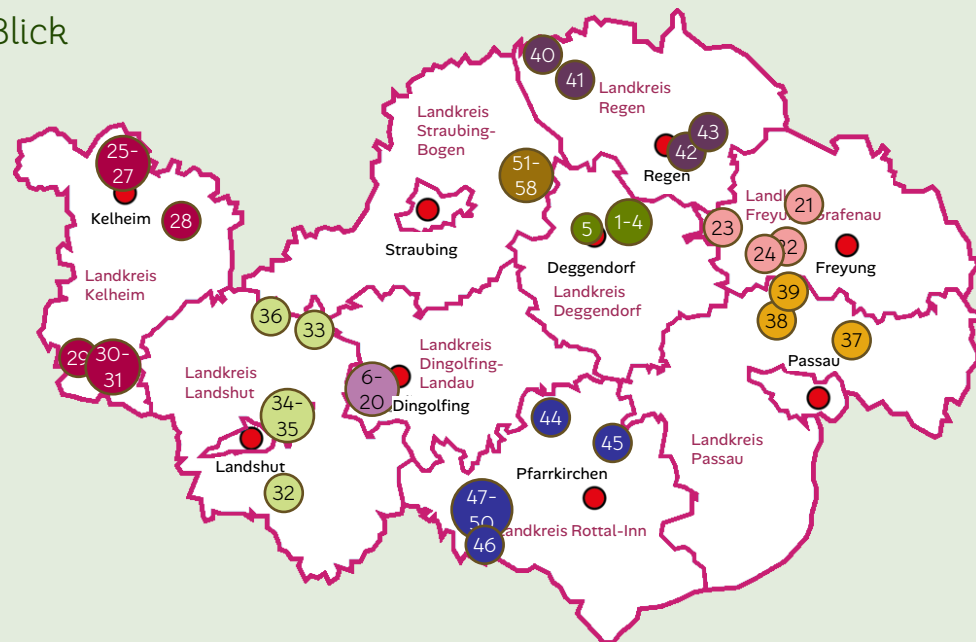 Blick
40
41
Landkreis
Regen
43
42
Regen
Landkreis
Straubing-
Bogen
51-
58
25-
27
Kelheim
28
Landkreis
Kelheim
Straubing
5
1-4
Deggendorf
Landkreis
Deggendorf
21
23
22
24
Freyung
39
38
37
Passau
36
33
29
30-
31
Landkreis
Landshut
Landkreis
Dingolfing-
Landau
6-
20
Dingolfing
34-
35
Landshut
32
44
45
Pfarrkirchen
47-
50
46
Landkreis Rottal-Inn
Landkreis
Passau